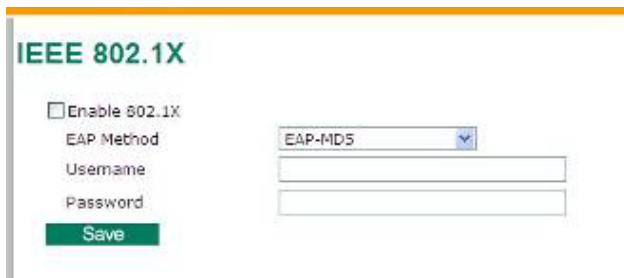 IEEE 802.1X
Enable 802.1X
EAP Method EAP-MD5
Username
Password
Save